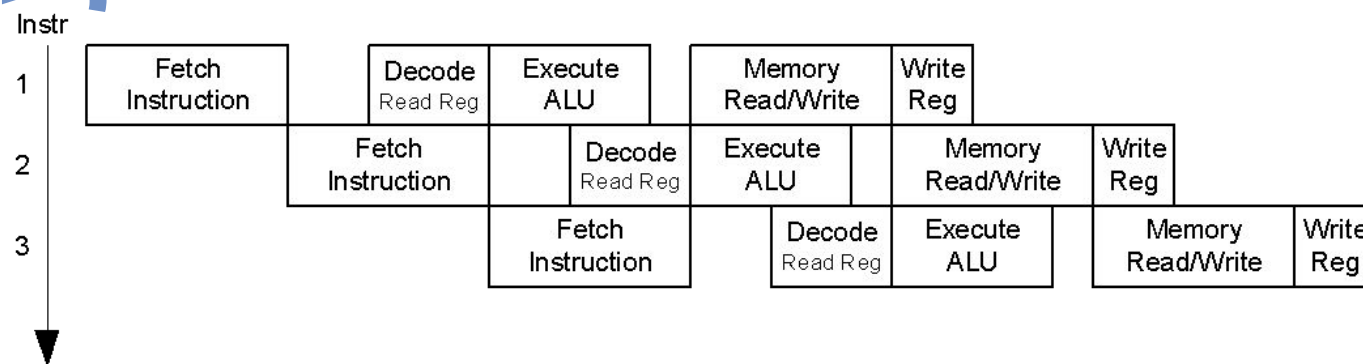 Instr
1
Fetch
Instruction
Decode
Read Reg
Execute
ALU
Memory
Read/Write
Write
Reg
2
Fetch
Instruction
Decode
Read Reg
Execute
ALU
Memory
Read/Write
Write
Reg
3
Fetch
Instruction
Decode
Read Reg
Execute
ALU
Memory
Read/Write
Write
Reg